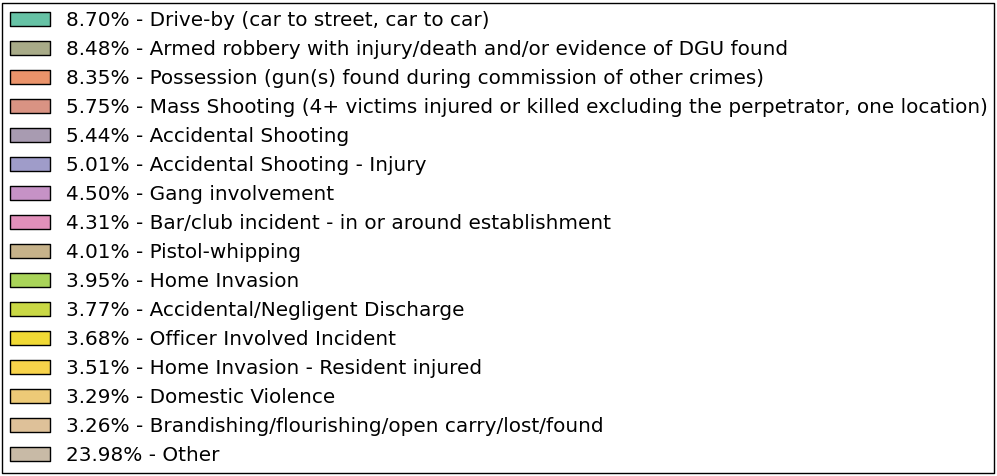 8.70% - Drive-by (car to street, car to car)
8.48% - Armed robbery with injury/death and/or evidence of DGU found
8.35% - Possession (gun(s) found during commission of other crimes)
5.75% - Mass Shooting (4+ victims injured or killed excluding the perpetrator, one location)
5.44% - Accidental Shooting
5.01% - Accidental Shooting - Injury
4.50% - Gang involvement
4.31% - Bar/club incident - in or around establishment
4.01% - Pistol-whipping
3.95% - Home Invasion
3.77% - Accidental/Negligent Discharge
3.68% - Officer Involved Incident
3.51% - Home Invasion - Resident injured
3.29% - Domestic Violence
3.26% - Brandishing/flourishing/open carry/lost/found
23.98% - Other